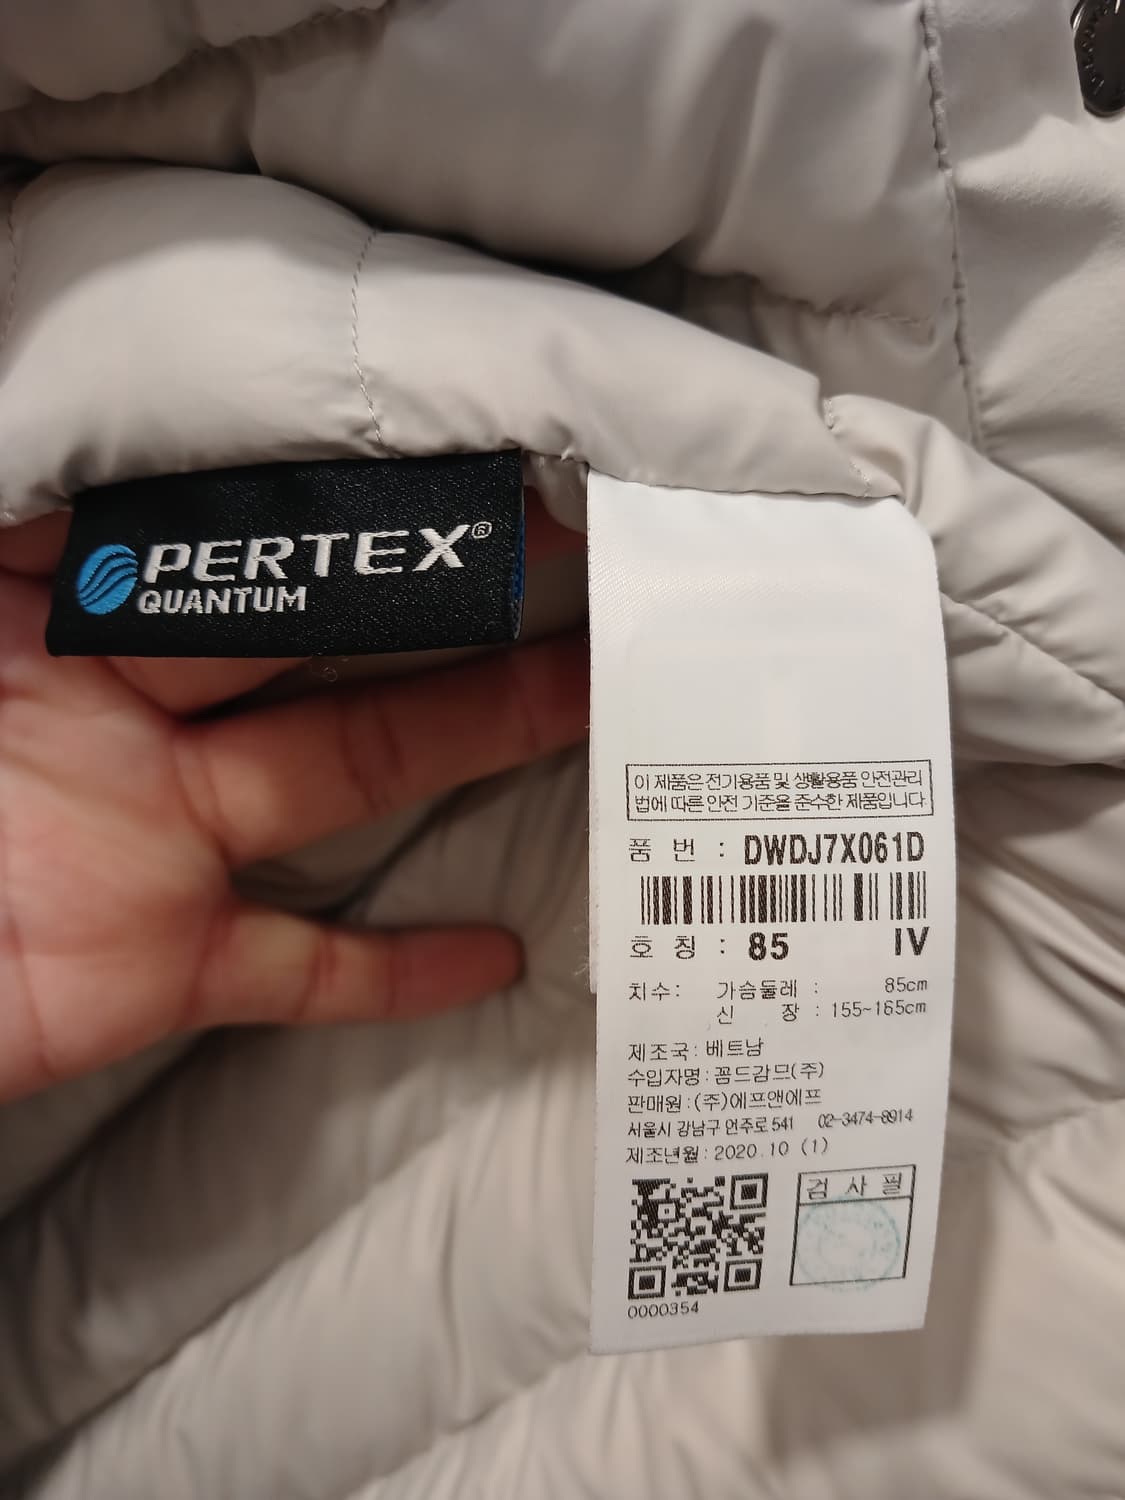 PERTEX®
QUANTUM
이 제품은 전기용품 및 생활용품 안전관리
법에 따른 안전 기준을 준수한 제품입니다.
품 번 : DWDJ7X061D
호 칭 : 85 IV
치수: 가슴둘레 : 85cm
신 장 : 155~165cm
제조국 : 베트남
수입자명 : 꼼드감므(주)
판매원 : (주)에프앤에프
서울시 강남구 언주로 541 02-3474-8914
제조년월 : 2020.10 (1)
검 사 필
0000354